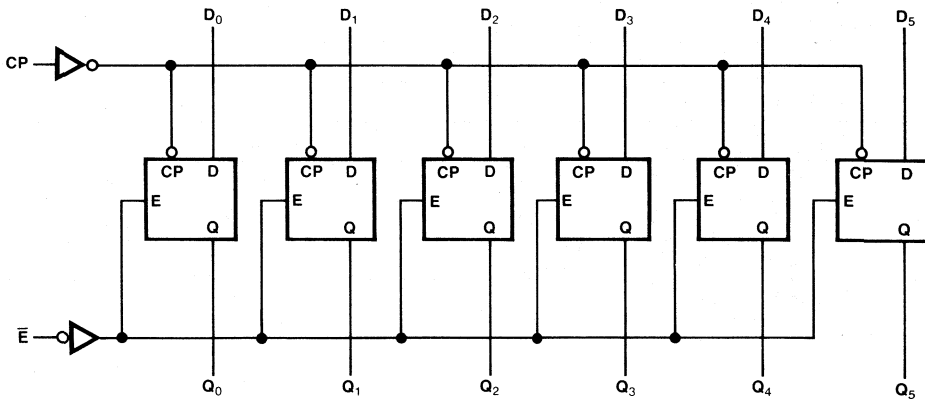 D0 D1 D2 D3 D4 D5
CP
CP D CP D CP D CP D CP D CP D
E E E E E E
Q Q Q Q Q Q
E̅
Q0 Q1 Q2 Q3 Q4 Q5